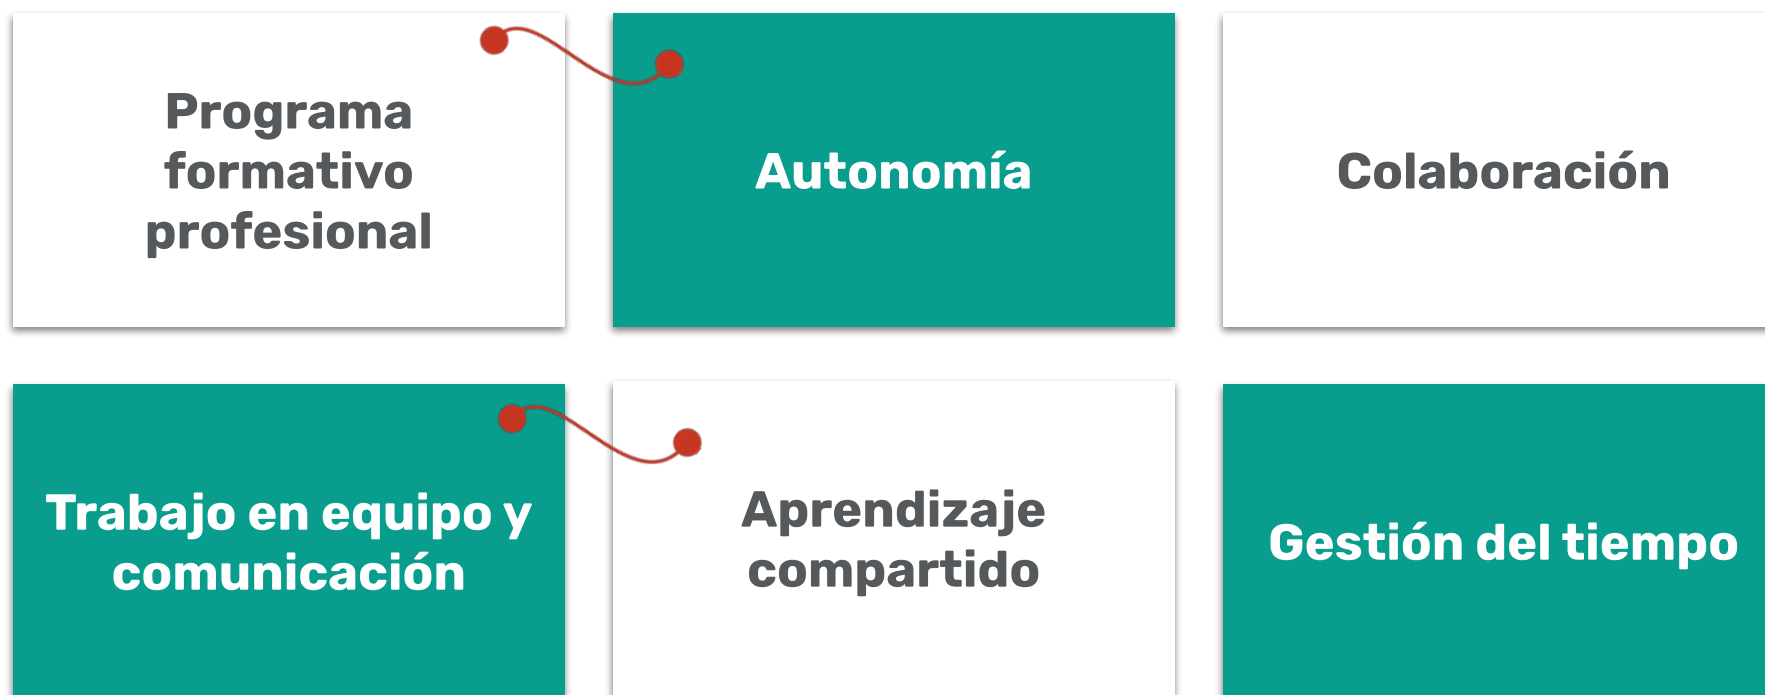 Programa
formativo
profesional
Autonomía
Colaboración
Trabajo en equipo y
comunicación
Aprendizaje
compartido
Gestión del tiempo